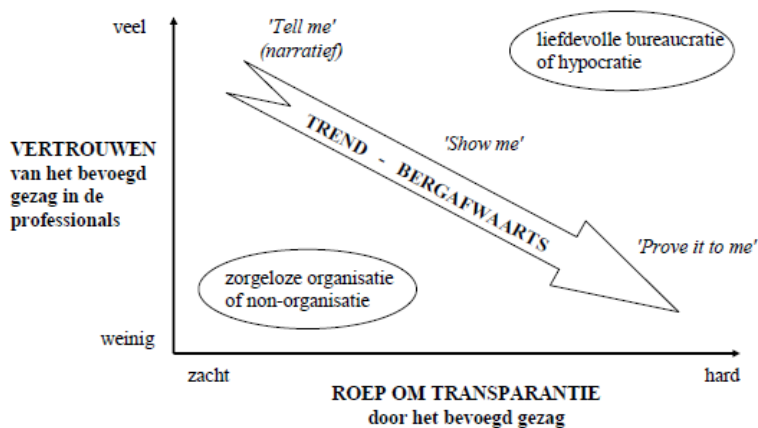 veel
'Tell me'
(narratief)
liefdevolle bureaucratie
of hypocratie
TREND - BERGAFWAARTS
'Show me'
VERTROUWEN
van het bevoegd
gezag in de
professionals
'Prove it to me'
zorgeloze organisatie
of non-organisatie
weinig
zacht
hard
ROEP OM TRANSPARANTIE
door het bevoegd gezag